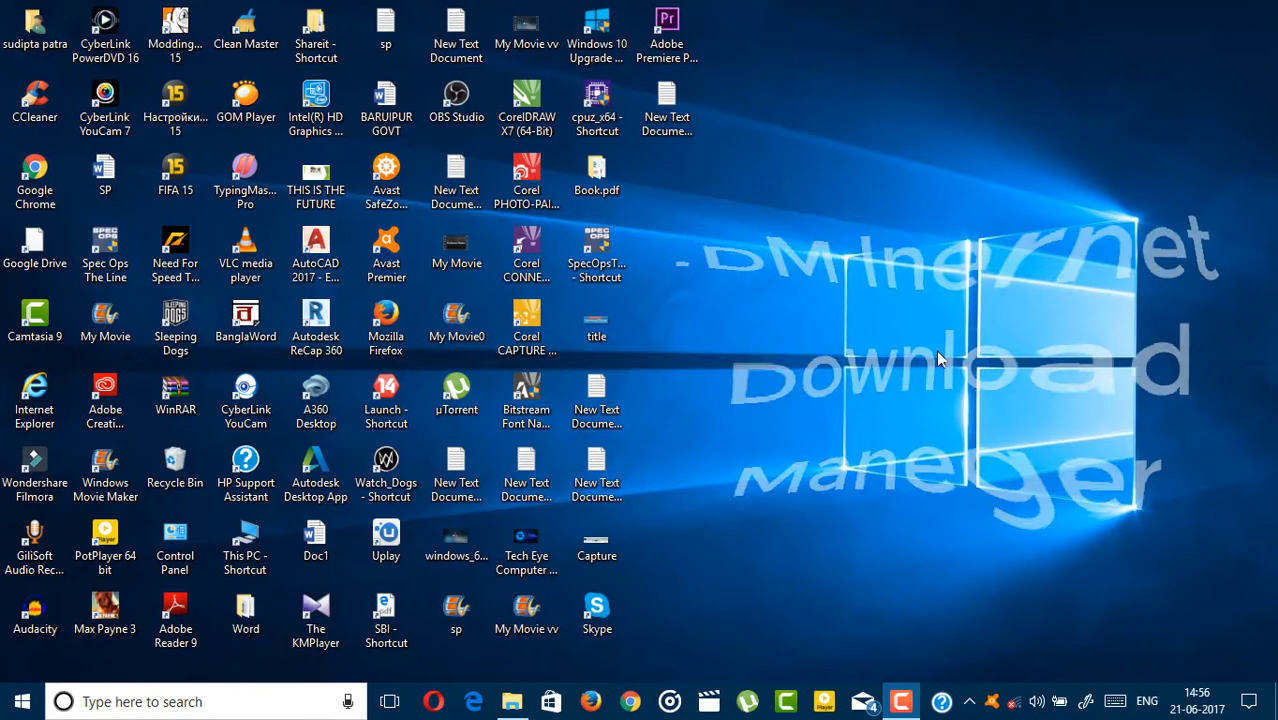 sudipta patra
CyberLink PowerDVD 16
Modding... 15
Clean Master
Shareit - Shortcut
sp
New Text Document
My Movie vv
Windows 10 Upgrade ...
Adobe Premiere P...
CCleaner
CyberLink YouCam 7
Настройки... 15
GOM Player
Intel(R) HD Graphics ...
BARUIPUR GOVT
OBS Studio
CorelDRAW X7 (64-Bit)
cpuz_x64 - Shortcut
New Text Docume...
Google Chrome
SP
FIFA 15
TypingMas... Pro
THIS IS THE FUTURE
Avast SafeZo...
New Text Docume...
Corel PHOTO-PAI...
Book.pdf
Google Drive
Spec Ops The Line
Need For Speed T...
VLC media player
AutoCAD 2017 - E...
Avast Premier
My Movie
Corel CONNE...
SpecOpsT... - Shortcut
Camtasia 9
My Movie
Sleeping Dogs
BanglaWord
Autodesk ReCap 360
Mozilla Firefox
My Movie0
Corel CAPTURE ...
title
Internet Explorer
Adobe Creati...
WinRAR
CyberLink YouCam
A360 Desktop
Launch - Shortcut
µTorrent
Bitstream Font Na...
New Text Docume...
Wondershare Filmora
Windows Movie Maker
Recycle Bin
HP Support Assistant
Autodesk Desktop App
Watch_Dogs - Shortcut
New Text Docume...
New Text Docume...
New Text Docume...
GiliSoft Audio Rec...
PotPlayer 64 bit
Control Panel
This PC - Shortcut
Doc1
Uplay
windows_6...
Tech Eye Computer ...
Capture
Audacity
Max Payne 3
Adobe Reader 9
Word
The KMPlayer
SBI - Shortcut
sp
My Movie vv
Skype
Download
Maneger
Type here to search
4
ENG
14:56
21-06-2017